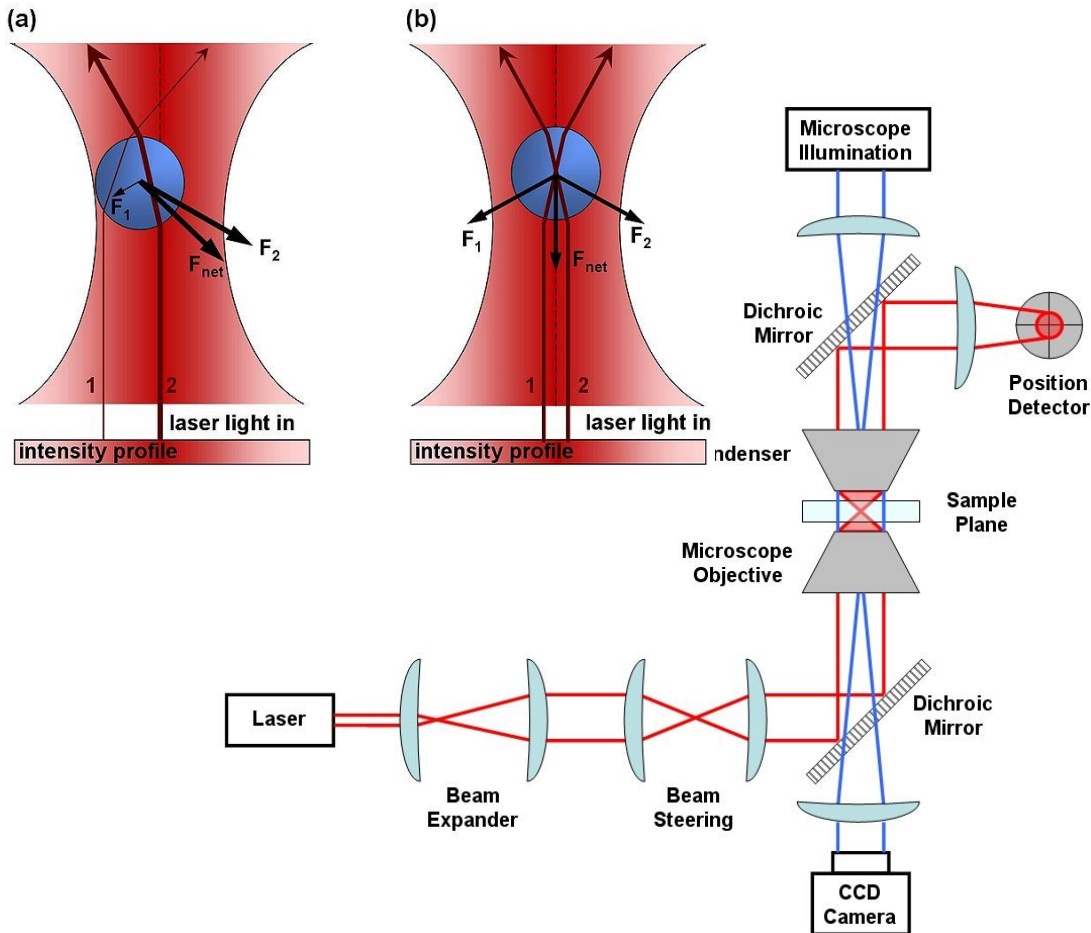 (a)
F1
F2
Fnet
1
2
laser light in
intensity profile
(b)
F1
F2
Fnet
1
2
laser light in
intensity profile
Microscope
Illumination
Dichroic
Mirror
Position
Detector
ndenser
Sample
Plane
Microscope
Objective
Laser
Beam
Expander
Beam
Steering
Dichroic
Mirror
CCD
Camera